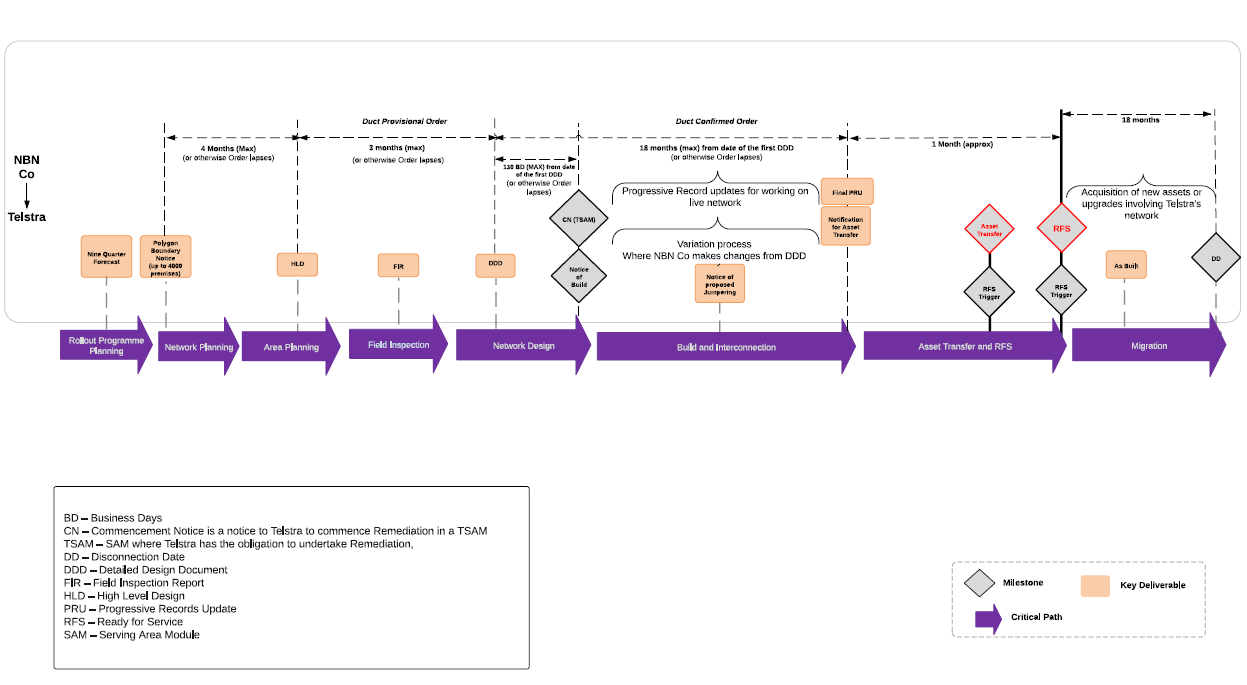 Duct Provisional Order
Duct Confirmed Order
18 months
4 Months (Max)
(or otherwise Order lapses)
3 months (max)
(or otherwise Order lapses)
18 months (max) from date of the first DDD
(or otherwise Order lapses)
1 Month (approx)
130 BD (MAX) from date
of the first DDD
(or otherwise Order
lapses)
NBN
Co
Telstra
Progressive Record updates for working on
live network
Final PRU
Notification
for Asset
Transfer
Acquisition of new assets or
upgrades involving Telstra's
network
CN (TSAM)
Asset
Transfer
RFS
Variation process
Where NBN Co makes changes from DDD
Nine Quarter
Forecast
Polygon
Boundary
Notice
(up to 4000
premises)
HLD
FIR
DDD
Notice
of
Build
Notice of
proposed
Jumpering
RFS
Trigger
RFS
Trigger
As Built
DD
Rollout Programme
Planning
Network Planning
Area Planning
Field Inspection
Network Design
Build and Interconnection
Asset Transfer and RFS
Migration
BD – Business Days
CN – Commencement Notice is a notice to Telstra to commence Remediation in a TSAM
TSAM – SAM where Telstra has the obligation to undertake Remediation,
DD – Disconnection Date
DDD – Detailed Design Document
FIR – Field Inspection Report
HLD – High Level Design
PRU – Progressive Records Update
RFS – Ready for Service
SAM – Serving Area Module
Milestone
Key Deliverable
Critical Path